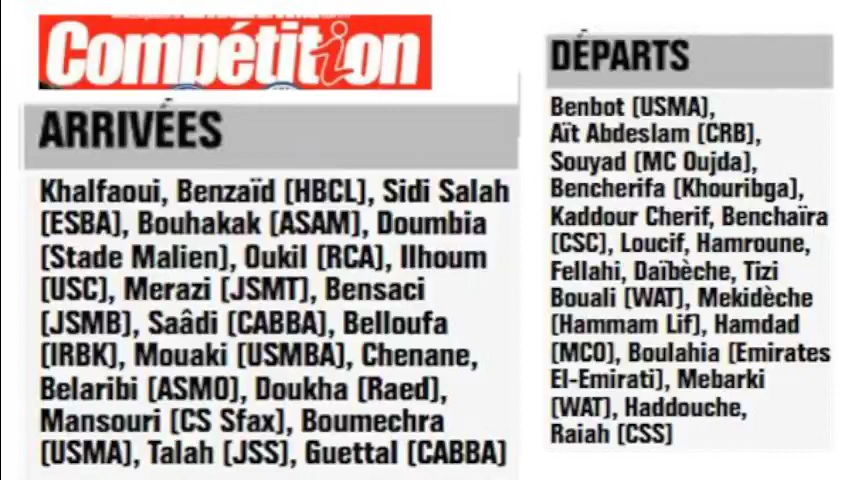 Compétition
ARRIVÉES
Khalfaoui, Benzaïd [HBCL], Sidi Salah
[ESBA], Bouhakak [ASAM], Doumbia
[Stade Malien], Oukil [RCA], Ilhoum
[USC], Merazi [JSMT], Bensaci
[JSMB], Saâdi [CABBA], Belloufa
[IRBK], Mouaki [USMBA], Chenane,
Belaribi [ASMO], Doukha [Raed],
Mansouri [CS Sfax], Boumechra
[USMA], Talah [JSS], Guettal [CABBA]
DÉPARTS
Benbot [USMA],
Aït Abdeslam [CRB],
Souyad [MC Oujda],
Bencherifa [Khouribga],
Kaddour Cherif, Benchaïra
[CSC], Loucif, Hamroune,
Fellahi, Daïbèche, Tizi
Bouali [WAT], Mekidèche
[Hammam Lif], Hamdad
[MCO], Boulahia [Emirates
El-Emirati], Mebarki
[WAT], Haddouche,
Raiah [CSS]